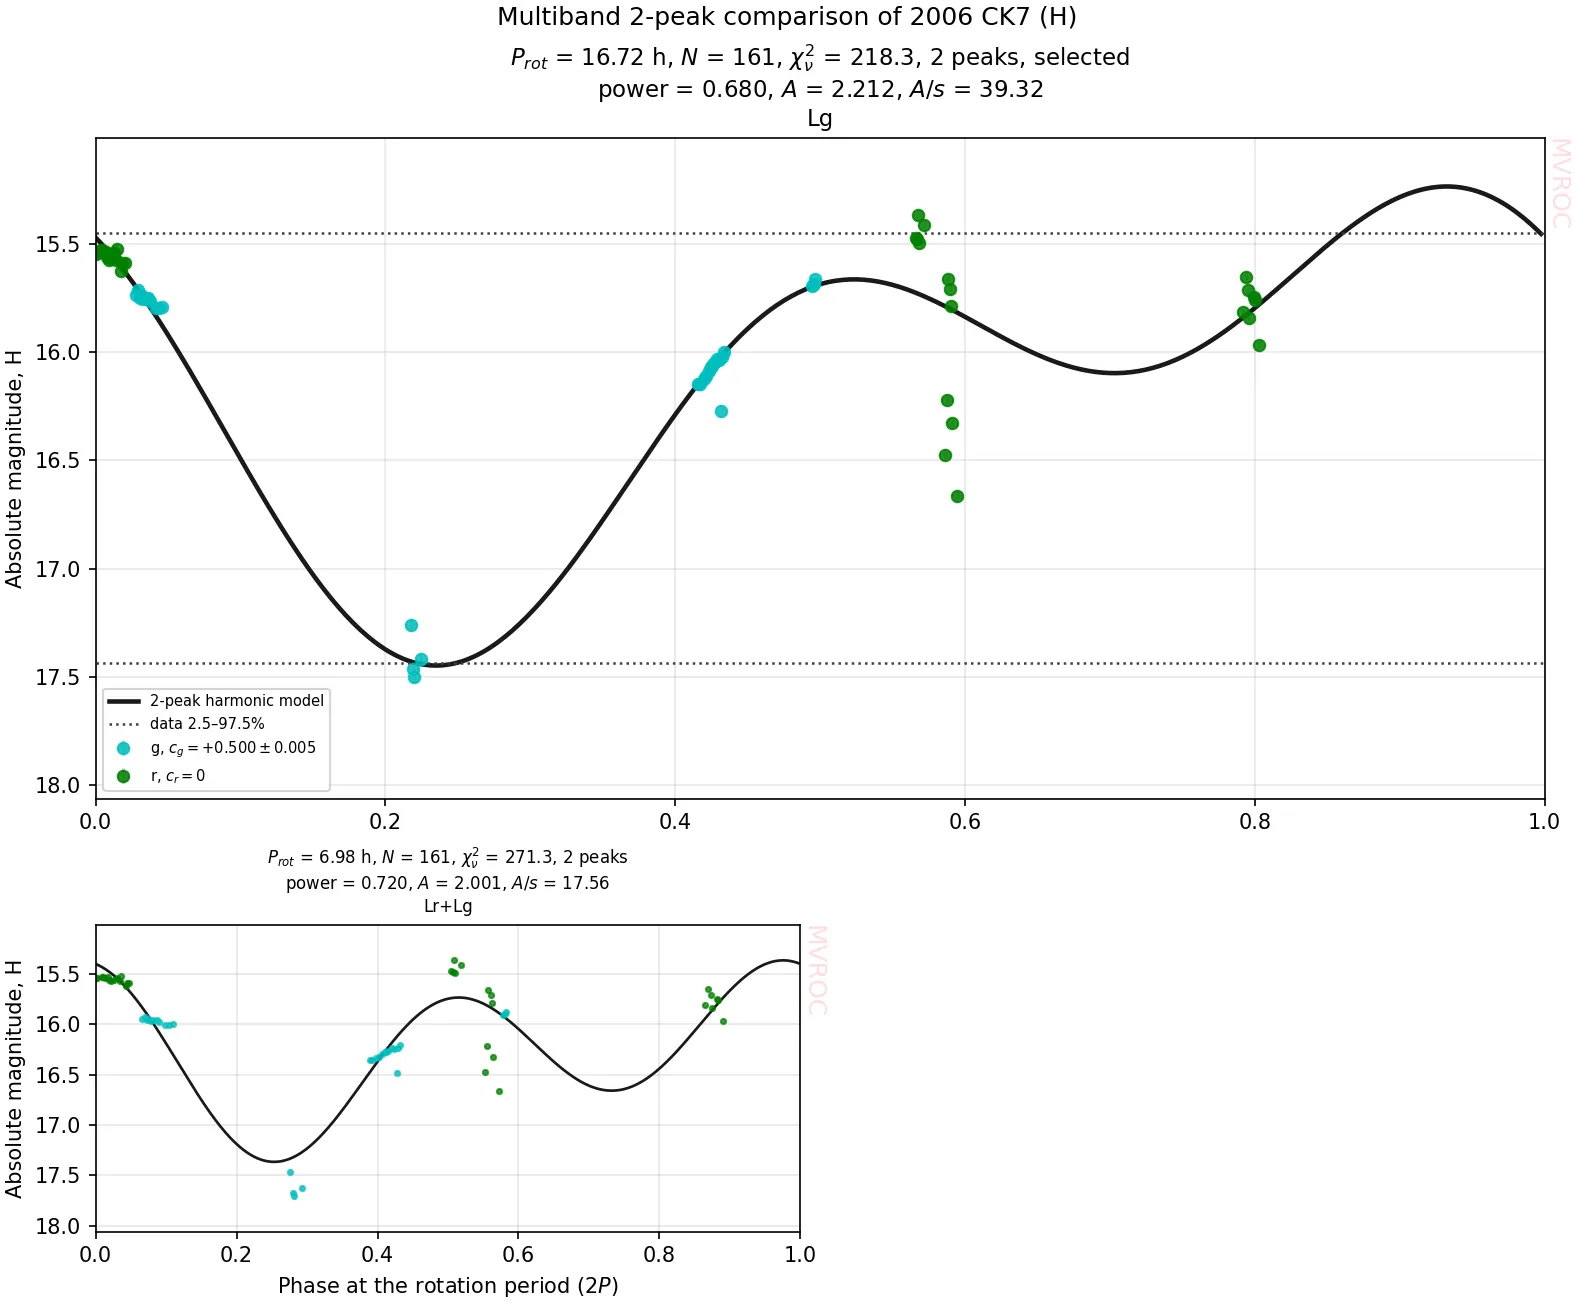 Multiband 2-peak comparison of 2006 CK7 (H)
P_rot = 16.72 h, N = 161, χ²_ν = 218.3, 2 peaks, selected
power = 0.680, A = 2.212, A/s = 39.32
Lg
MVROC
Absolute magnitude, H
15.5
16.0
16.5
17.0
17.5
18.0
2-peak harmonic model
data 2.5–97.5%
g, c_g = +0.500 ± 0.005
r, c_r = 0
0.0 0.2 0.4 0.6 0.8 1.0
P_rot = 6.98 h, N = 161, χ²_ν = 271.3, 2 peaks
power = 0.720, A = 2.001, A/s = 17.56
Lr+Lg
MVROC
Absolute magnitude, H
15.5
16.0
16.5
17.0
17.5
18.0
0.0 0.2 0.4 0.6 0.8 1.0
Phase at the rotation period (2P)